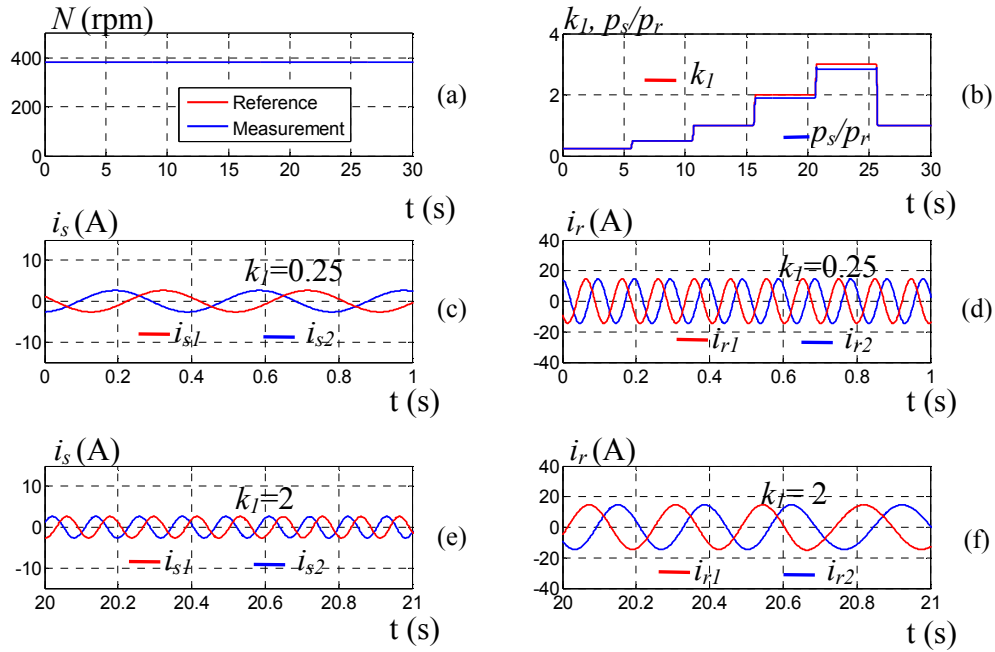 N (rpm)
400
200
0
0 5 10 15 20 25 30
t (s)
Reference
Measurement
(a)
k1, ps/pr
4
2
0
0 5 10 15 20 25 30
t (s)
k1
ps/pr
(b)
is (A)
10
0
-10
0 0.2 0.4 0.6 0.8 1
t (s)
k1=0.25
is1 is2
(c)
ir (A)
40
20
0
-20
-40
0 0.2 0.4 0.6 0.8 1
t (s)
k1=0.25
ir1 ir2
(d)
is (A)
10
0
-10
20 20.2 20.4 20.6 20.8 21
t (s)
k1=2
is1 is2
(e)
ir (A)
40
20
0
-20
-40
20 20.2 20.4 20.6 20.8 21
t (s)
k1= 2
ir1 ir2
(f)